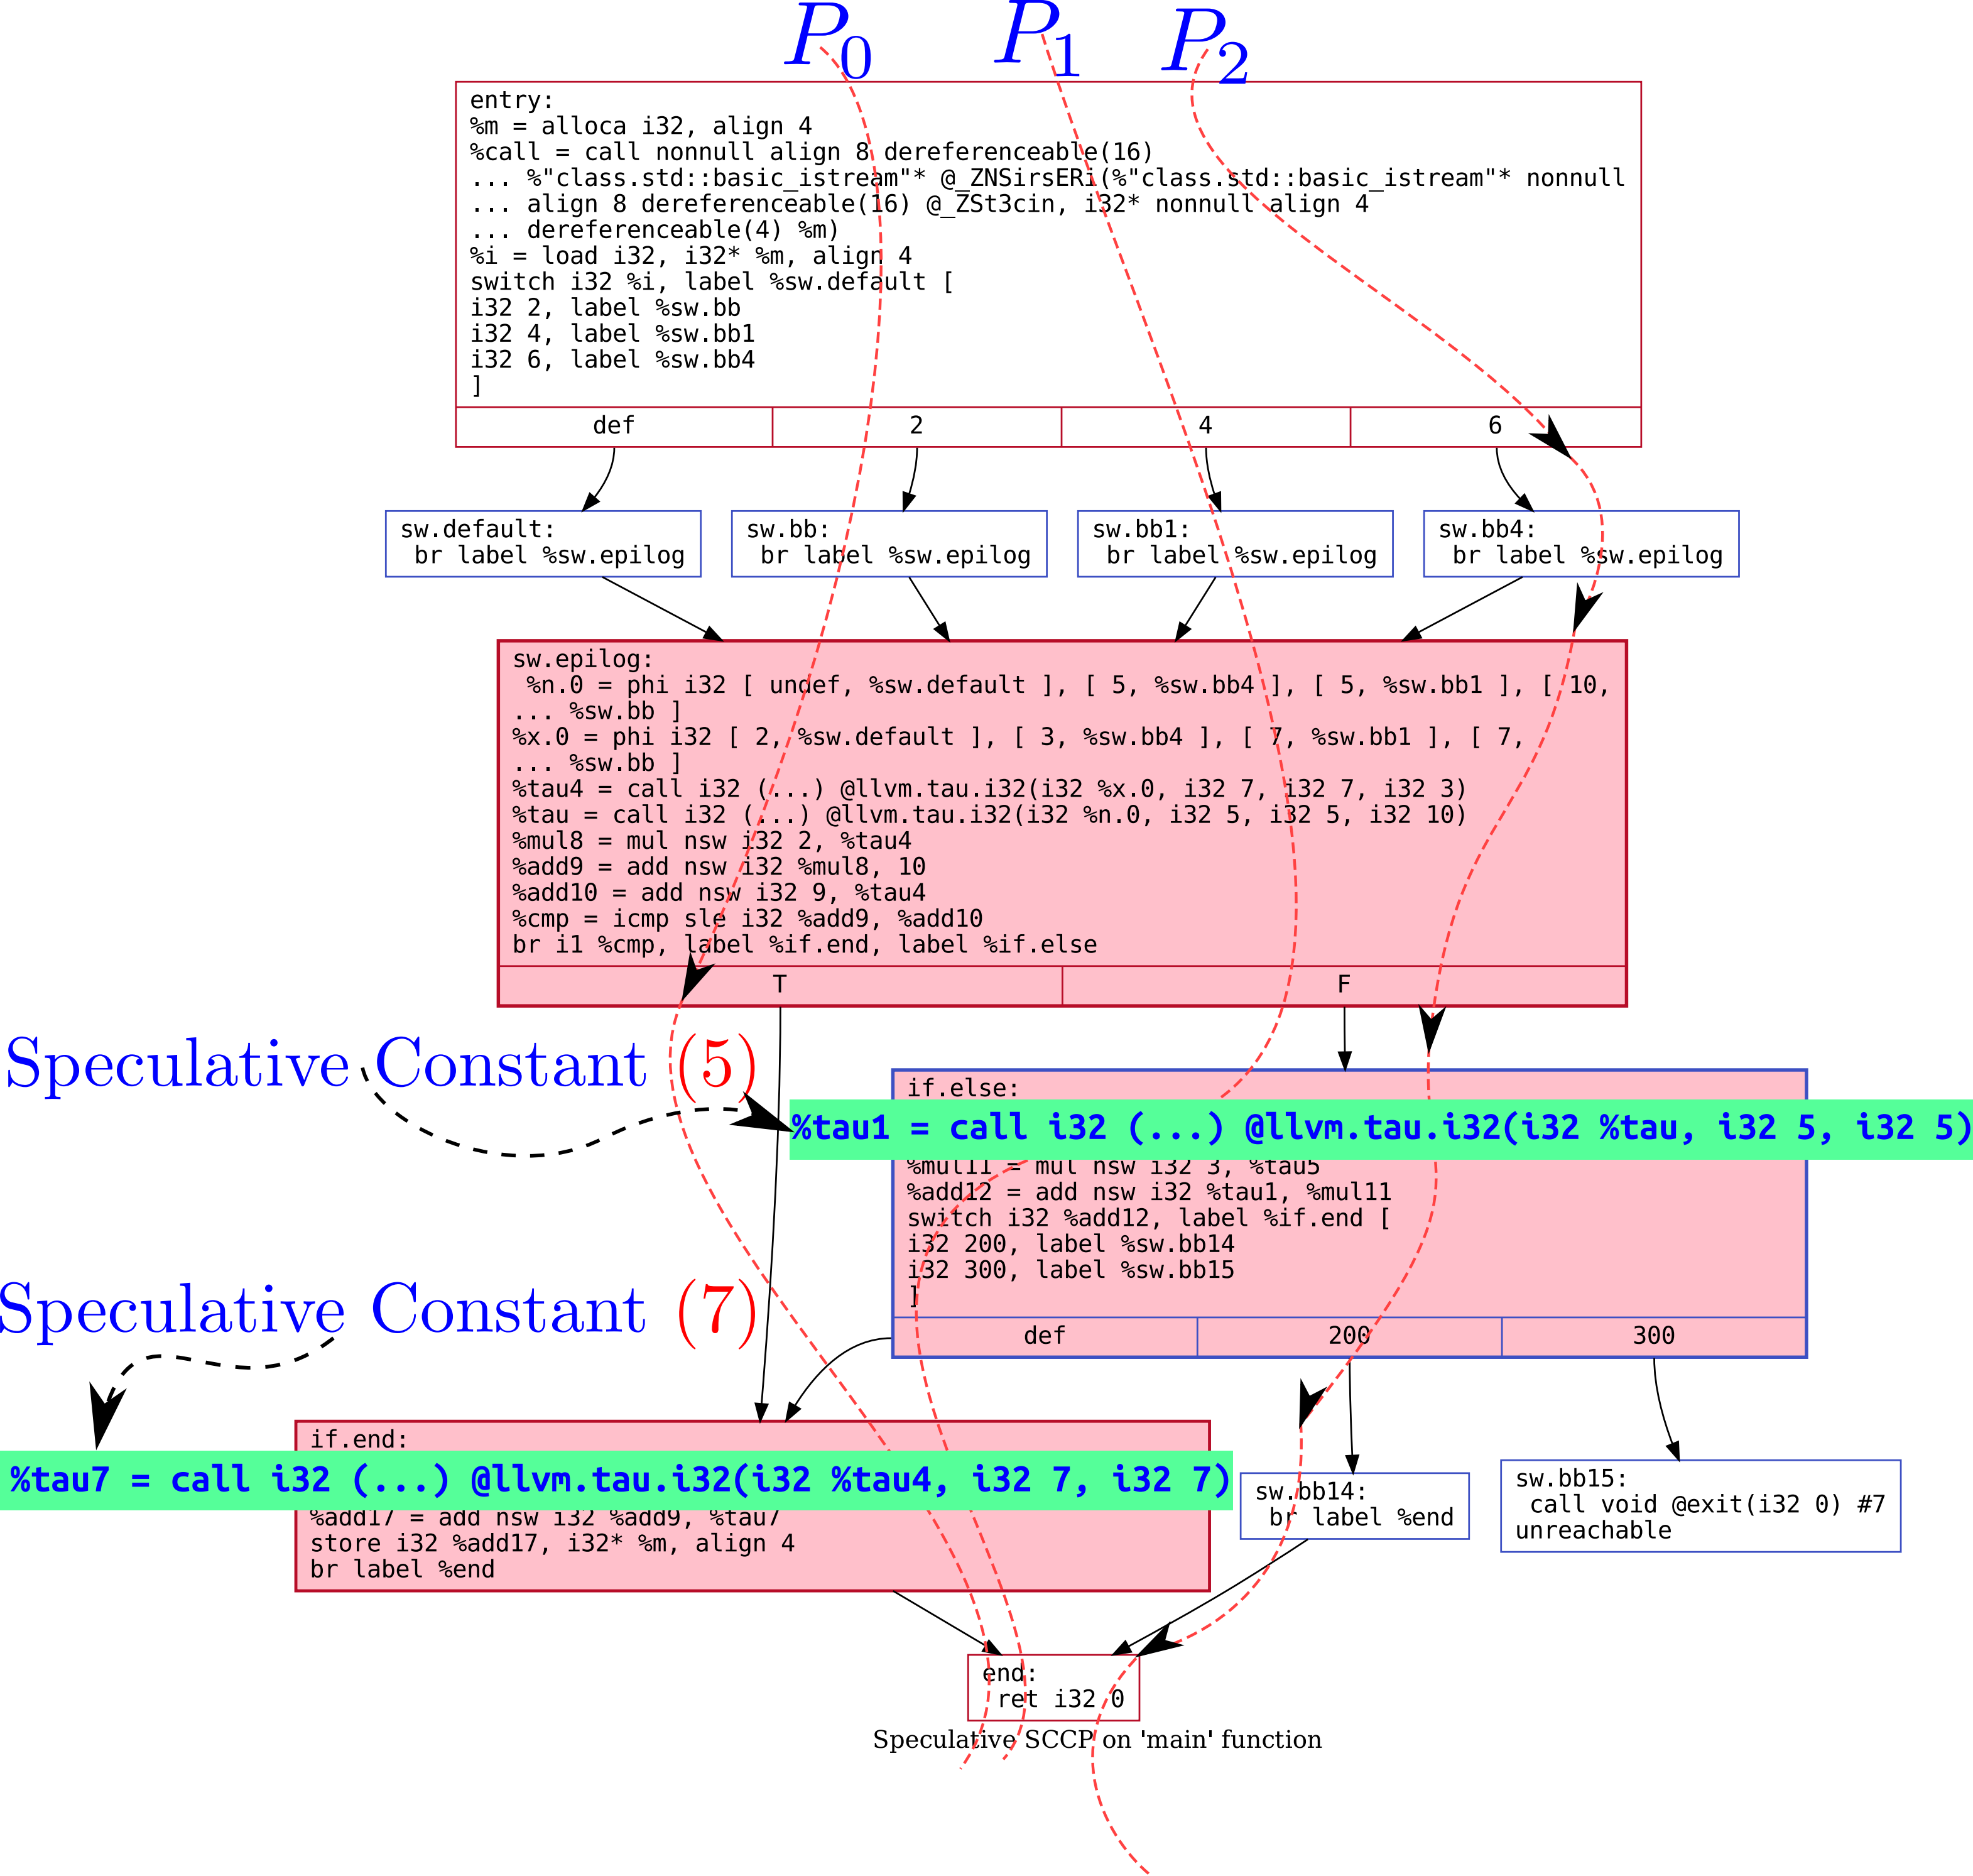 P0 P1 P2
entry:
%m = alloca i32, align 4
%call = call nonnull align 8 dereferenceable(16)
... %"class.std::basic_istream"* @_ZNSirsERi(%"class.std::basic_istream"* nonnull
... align 8 dereferenceable(16) @_ZSt3cin, i32* nonnull align 4
... dereferenceable(4) %m)
%i = load i32, i32* %m, align 4
switch i32 %i, label %sw.default [
i32 2, label %sw.bb
i32 4, label %sw.bb1
i32 6, label %sw.bb4
]
def 2 4 6
sw.default:
br label %sw.epilog
sw.bb:
br label %sw.epilog
sw.bb1:
br label %sw.epilog
sw.bb4:
br label %sw.epilog
sw.epilog:
%n.0 = phi i32 [ undef, %sw.default ], [ 5, %sw.bb4 ], [ 5, %sw.bb1 ], [ 10,
... %sw.bb ]
%x.0 = phi i32 [ 2, %sw.default ], [ 3, %sw.bb4 ], [ 7, %sw.bb1 ], [ 7,
... %sw.bb ]
%tau4 = call i32 (...) @llvm.tau.i32(i32 %x.0, i32 7, i32 7, i32 3)
%tau = call i32 (...) @llvm.tau.i32(i32 %n.0, i32 5, i32 5, i32 10)
%mul8 = mul nsw i32 2, %tau4
%add9 = add nsw i32 %mul8, 10
%add10 = add nsw i32 9, %tau4
%cmp = icmp sle i32 %add9, %add10
br i1 %cmp, label %if.end, label %if.else
T F
Speculative Constant (5)
if.else:
%tau1 = call i32 (...) @llvm.tau.i32(i32 %tau, i32 5, i32 5)
%mul11 = mul nsw i32 3, %tau5
%add12 = add nsw i32 %tau1, %mul11
switch i32 %add12, label %if.end [
i32 200, label %sw.bb14
i32 300, label %sw.bb15
]
def 200 300
Speculative Constant (7)
if.end:
%tau7 = call i32 (...) @llvm.tau.i32(i32 %tau4, i32 7, i32 7)
%add17 = add nsw i32 %add9, %tau7
store i32 %add17, i32* %m, align 4
br label %end
sw.bb14:
br label %end
sw.bb15:
call void @exit(i32 0) #7
unreachable
end:
ret i32 0
Speculative SCCP on 'main' function